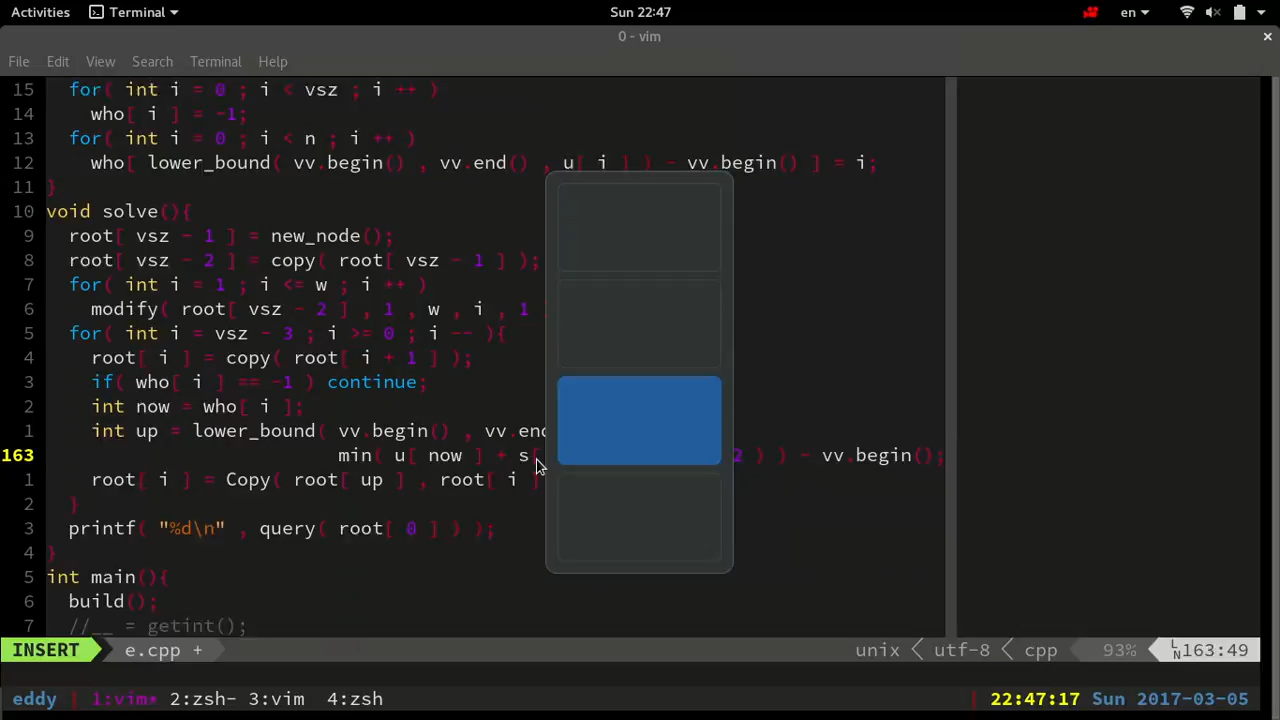 Activities Terminal Sun 22:47 en
0 - vim ×
File Edit View Search Terminal Help
15 for( int i = 0 ; i < vsz ; i ++ )
14 who[ i ] = -1;
13 for( int i = 0 ; i < n ; i ++ )
12 who[ lower_bound( vv.begin() , vv.end() , u[ i ] ) - vv.begin() ] = i;
11 }
10 void solve(){
9 root[ vsz - 1 ] = new_node();
8 root[ vsz - 2 ] = copy( root[ vsz - 1 ] );
7 for( int i = 1 ; i <= w ; i ++ )
6 modify( root[ vsz - 2 ] , 1 , w , i , 1
5 for( int i = vsz - 3 ; i >= 0 ; i -- ){
4 root[ i ] = copy( root[ i + 1 ] );
3 if( who[ i ] == -1 ) continue;
2 int now = who[ i ];
1 int up = lower_bound( vv.begin() , vv.end
163 min( u[ now ] + s[ 2 ) ) - vv.begin();
1 root[ i ] = Copy( root[ up ] , root[ i ]
2 }
3 printf( "%d\n" , query( root[ 0 ] ) );
4 }
5 int main(){
6 build();
7 //__ = getint();
INSERT e.cpp + unix utf-8 cpp 93% LN 163:49
eddy 1:vim* 2:zsh- 3:vim 4:zsh 22:47:17 Sun 2017-03-05